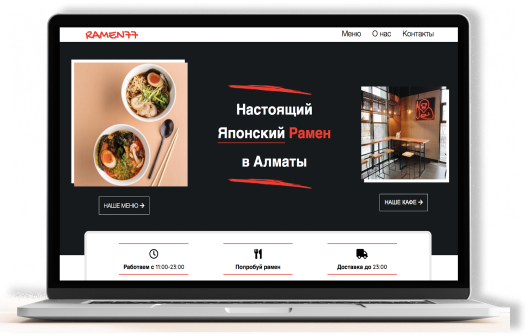 RAMEN77
Меню О нас Контакты
Настоящий
Японский Рамен
в Алматы
НАШЕ МЕНЮ →
НАШЕ КАФЕ →
Работаем с 11:00-23:00
Попробуй рамен
Доставка до 23:00